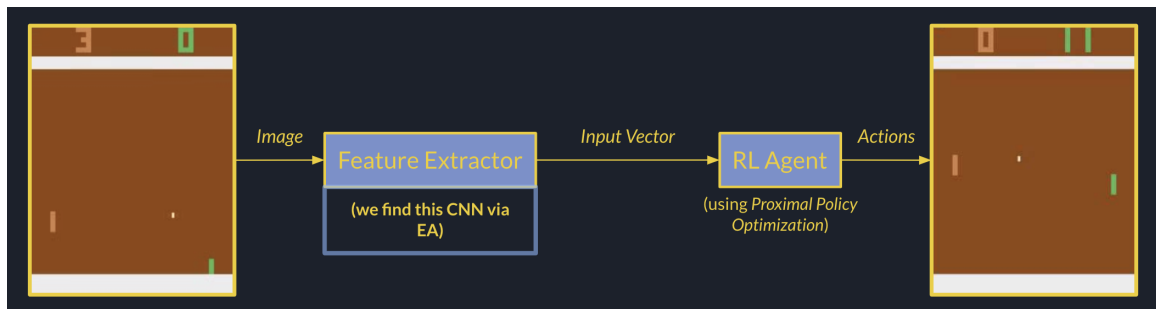 3 0
Image
Feature Extractor
(we find this CNN via
EA)
Input Vector
RL Agent
(using Proximal Policy
Optimization)
Actions
0 11